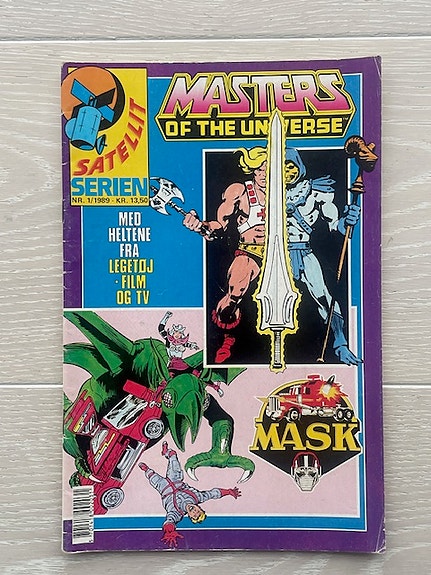 SATELLIT
SERIEN
NR. 1/1989 - KR. 13,50
MASTERS
OF THE UNIVERSE
MED
HELTENE
FRA
LEGETØJ
· FILM
OG TV
MASK